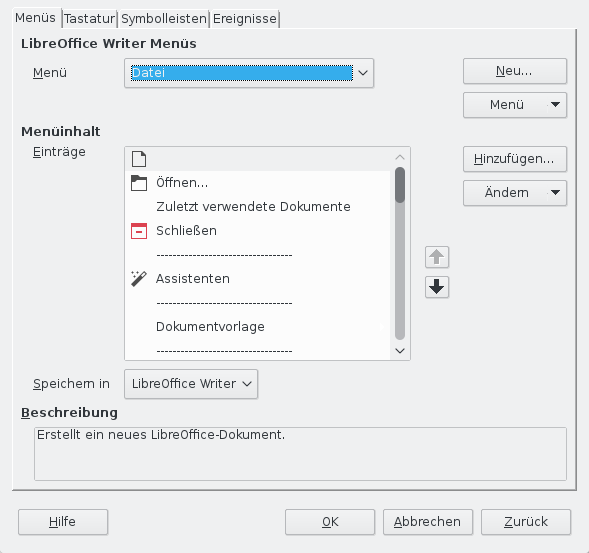 Menüs Tastatur Symbolleisten Ereignisse
LibreOffice Writer Menüs
Menü Datei Neu...
Menü
Menüinhalt
Einträge Hinzufügen...
Öffnen... Ändern
Zuletzt verwendete Dokumente
Schließen
----------------------------------
Assistenten
----------------------------------
Dokumentvorlage
----------------------------------
Speichern in LibreOffice Writer
Beschreibung
Erstellt ein neues LibreOffice-Dokument.
Hilfe OK Abbrechen Zurück